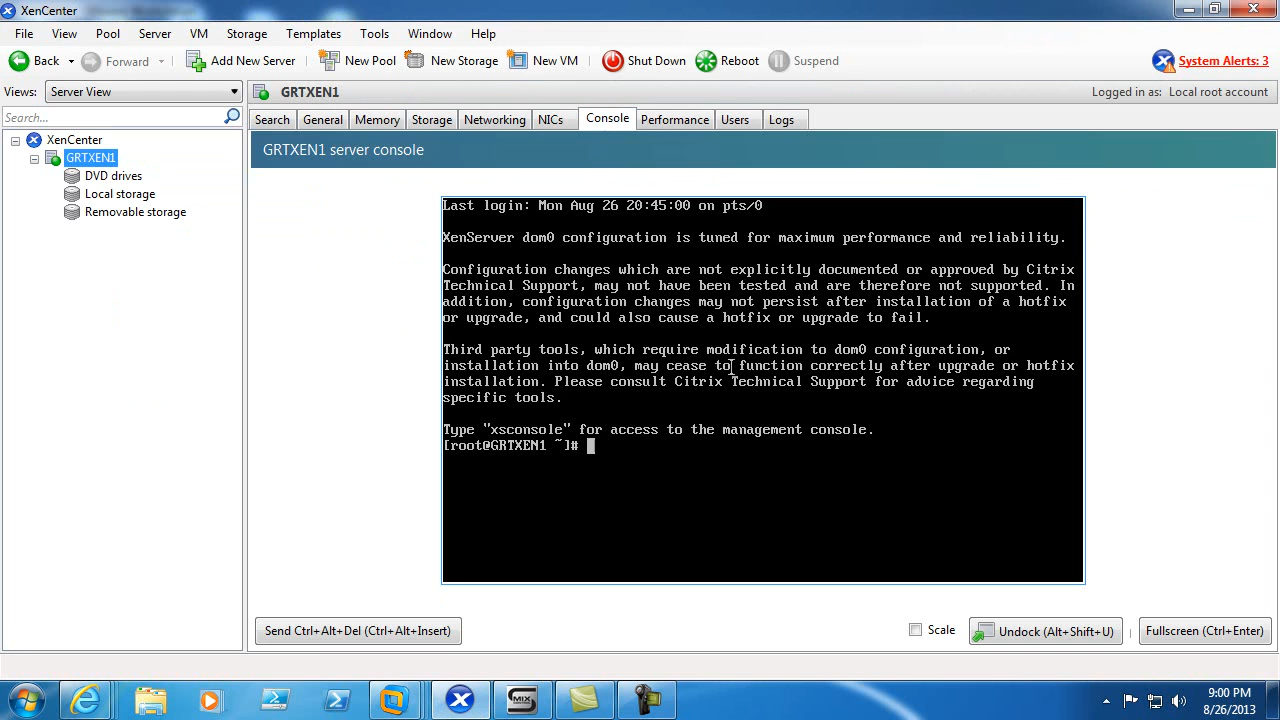 XenCenter
File View Pool Server VM Storage Templates Tools Window Help
Back Forward Add New Server New Pool New Storage New VM Shut Down Reboot Suspend System Alerts: 3
Views: Server View
GRTXEN1
Logged in as: Local root account
Search...
Search General Memory Storage Networking NICs Console Performance Users Logs
XenCenter
GRTXEN1
DVD drives
Local storage
Removable storage
GRTXEN1 server console
Last login: Mon Aug 26 20:45:00 on pts/0
XenServer dom0 configuration is tuned for maximum performance and reliability.
Configuration changes which are not explicitly documented or approved by Citrix
Technical Support, may not have been tested and are therefore not supported. In
addition, configuration changes may not persist after installation of a hotfix
or upgrade, and could also cause a hotfix or upgrade to fail.
Third party tools, which require modification to dom0 configuration, or
installation into dom0, may cease to function correctly after upgrade or hotfix
installation. Please consult Citrix Technical Support for advice regarding
specific tools.
Type "xsconsole" for access to the management console.
[root@GRTXEN1 ~]#
Send Ctrl+Alt+Del (Ctrl+Alt+Insert)
Scale
Undock (Alt+Shift+U)
Fullscreen (Ctrl+Enter)
MIX
9:00 PM
8/26/2013